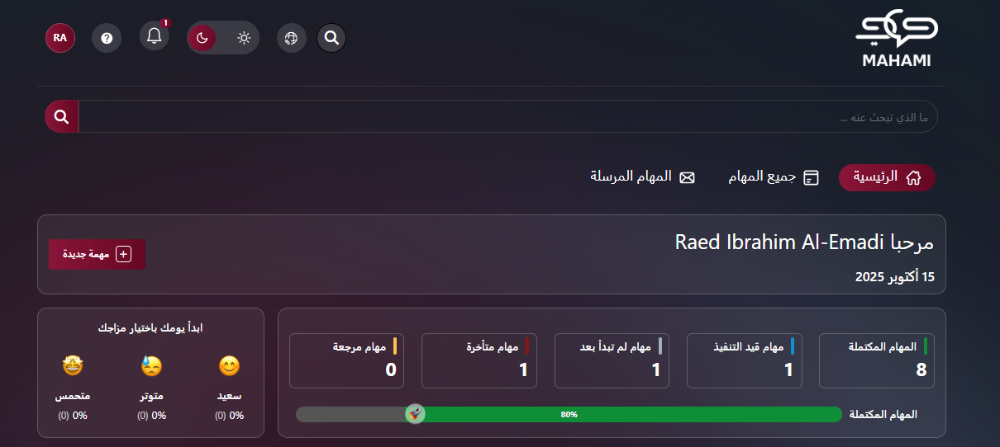 مهامي
MAHAMI
1
RA
ما الذي تبحث عنه ...
الرئيسية
جميع المهام
المهام المرسلة
مرحبا Raed Ibrahim Al-Emadi
15 أكتوبر 2025
مهمة جديدة
المهام المكتملة
8
مهام قيد التنفيذ
1
مهام لم تبدأ بعد
1
مهام متأخرة
1
مهام مرجعة
0
المهام المكتملة
80%
ابدأ يومك باختيار مزاجك
سعيد
0% (0)
متوتر
0% (0)
متحمس
0% (0)